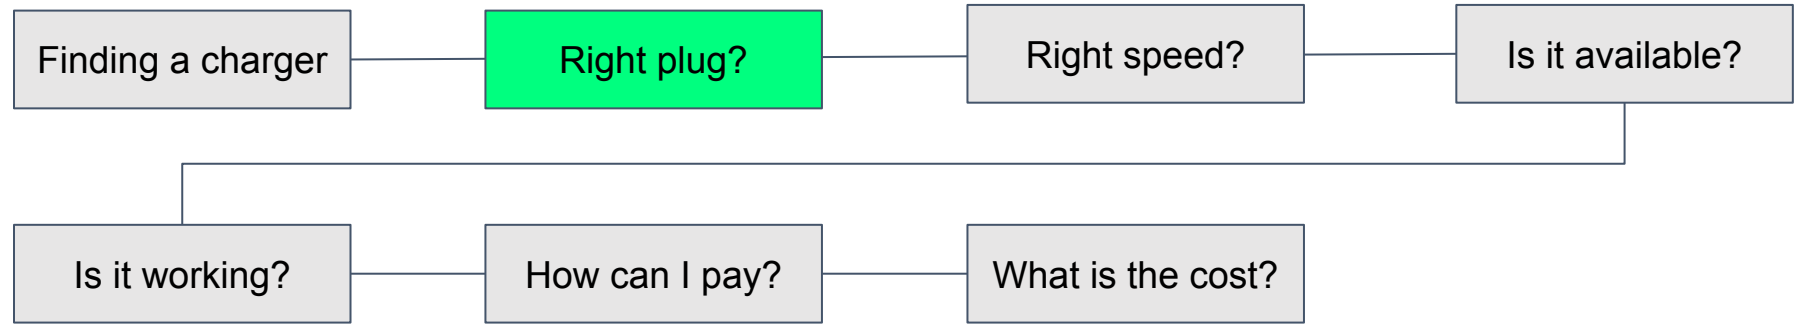 Finding a charger
Right plug?
Right speed?
Is it available?
Is it working?
How can I pay?
What is the cost?